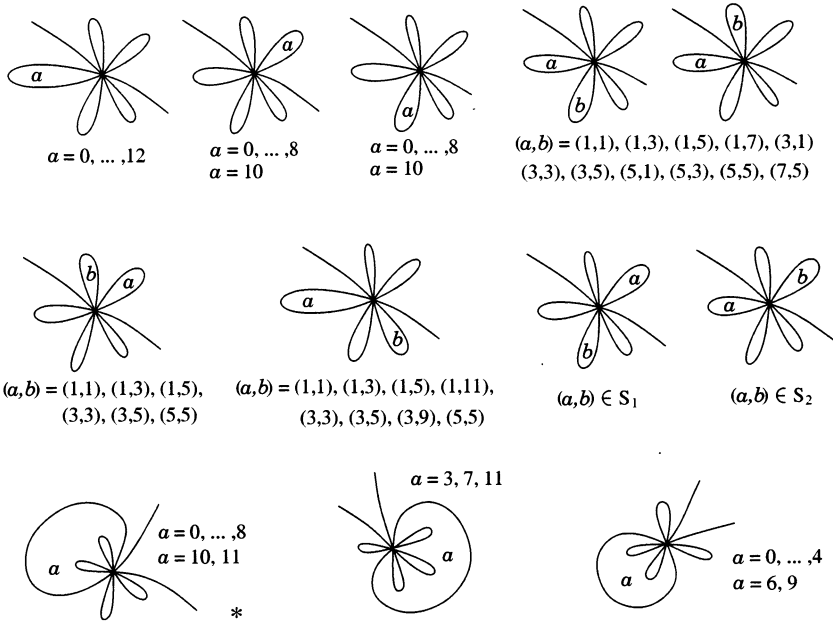 a
a
a
a
b
a
b
a = 0, ... ,12
a = 0, ... ,8
a = 10
a = 0, ... ,8
a = 10
(a,b) = (1,1), (1,3), (1,5), (1,7), (3,1)
(3,3), (3,5), (5,1), (5,3), (5,5), (7,5)
b
a
a
b
a
b
a
b
(a,b) = (1,1), (1,3), (1,5),
(3,3), (3,5), (5,5)
(a,b) = (1,1), (1,3), (1,5), (1,11),
(3,3), (3,5), (3,9), (5,5)
(a,b) ∈ S₁
(a,b) ∈ S₂
a
a = 0, ... ,8
a = 10, 11
*
a = 3, 7, 11
a
a
a = 0, ... ,4
a = 6, 9